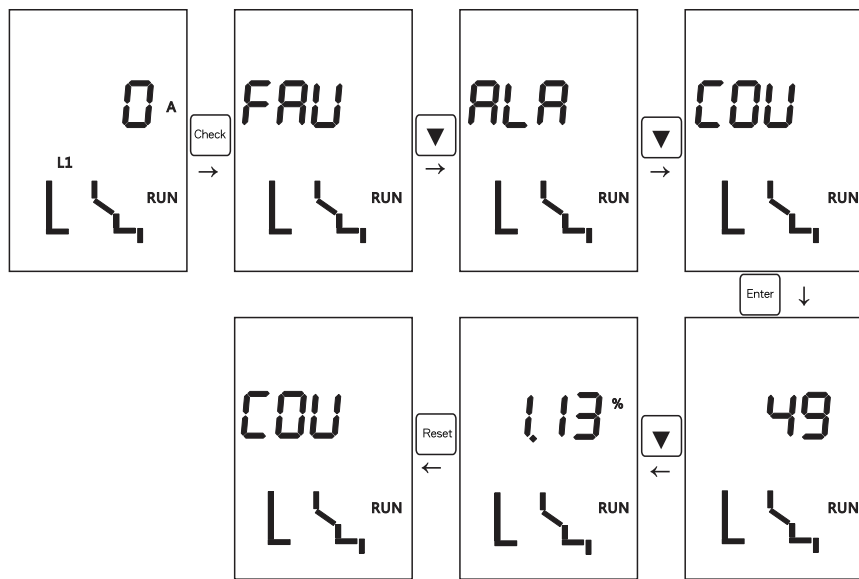 0 A
L1
L RUN
Check
→
FAU
L RUN
▼
→
ALA
L RUN
▼
→
COU
L RUN
Enter ↓
49
L RUN
▼
←
1.13 %
L RUN
Reset
←
COU
L RUN